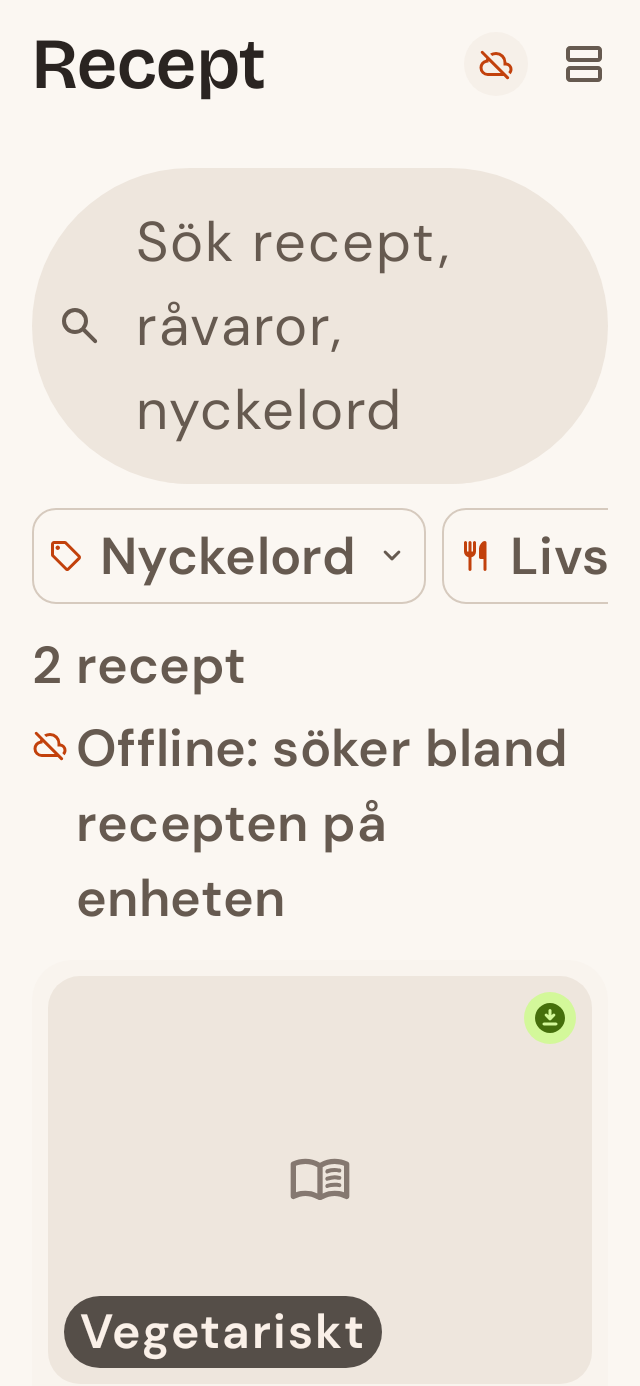 Recept
Sök recept,
råvaror,
nyckelord
Nyckelord
Livs
2 recept
Offline: söker bland
recepten på
enheten
Vegetariskt